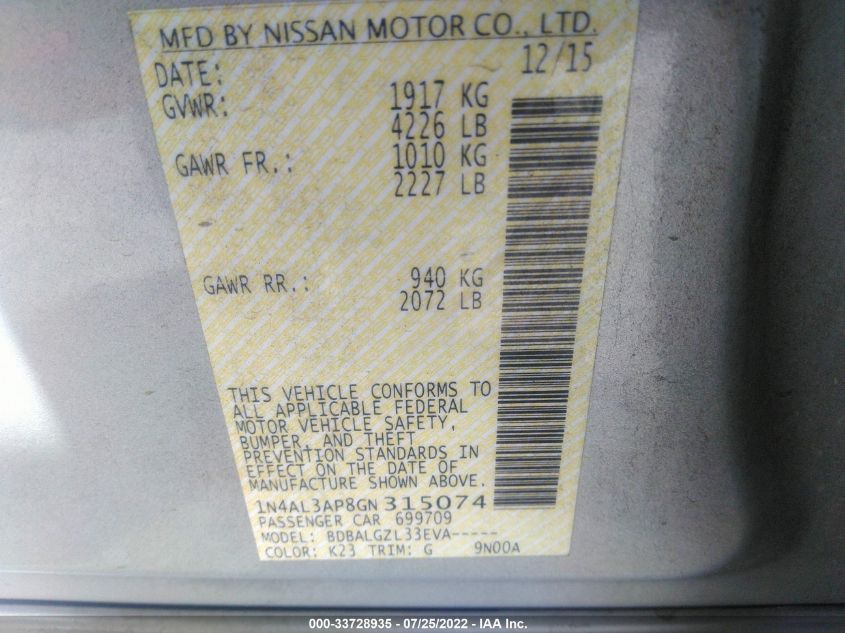 MFD BY NISSAN MOTOR CO., LTD.
DATE: 12/15
GVWR: 1917 KG
4226 LB
GAWR FR.: 1010 KG
2227 LB
GAWR RR.: 940 KG
2072 LB
THIS VEHICLE CONFORMS TO
ALL APPLICABLE FEDERAL
MOTOR VEHICLE SAFETY,
BUMPER, AND THEFT
PREVENTION STANDARDS IN
EFFECT ON THE DATE OF
MANUFACTURE SHOWN ABOVE.
1N4AL3AP8GN315074
PASSENGER CAR 699709
MODEL: BDBALGZL33EVA-----
COLOR: K23 TRIM: G 9N00A
000-33728935 - 07/25/2022 - IAA Inc.